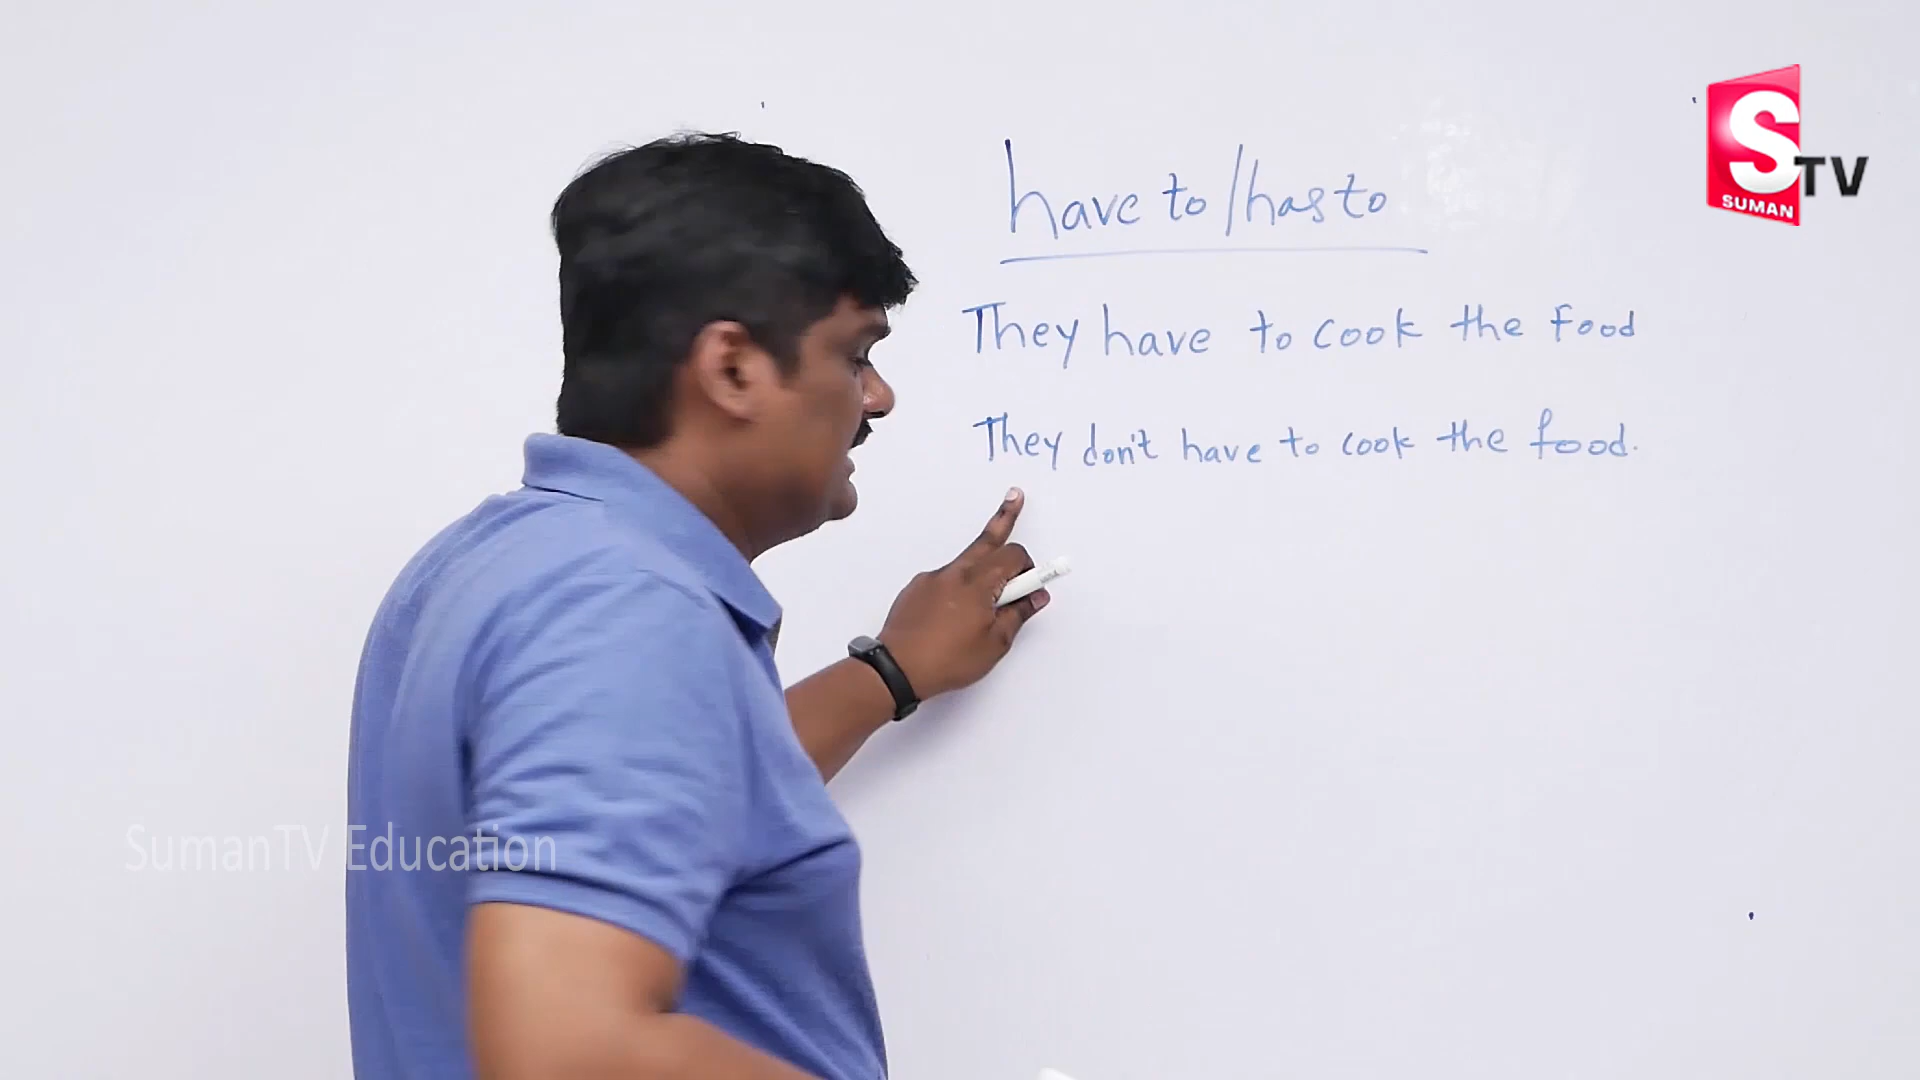 have to/has to
They have to cook the food
They don't have to cook the food.
S TV
SUMAN
SumanTV Education